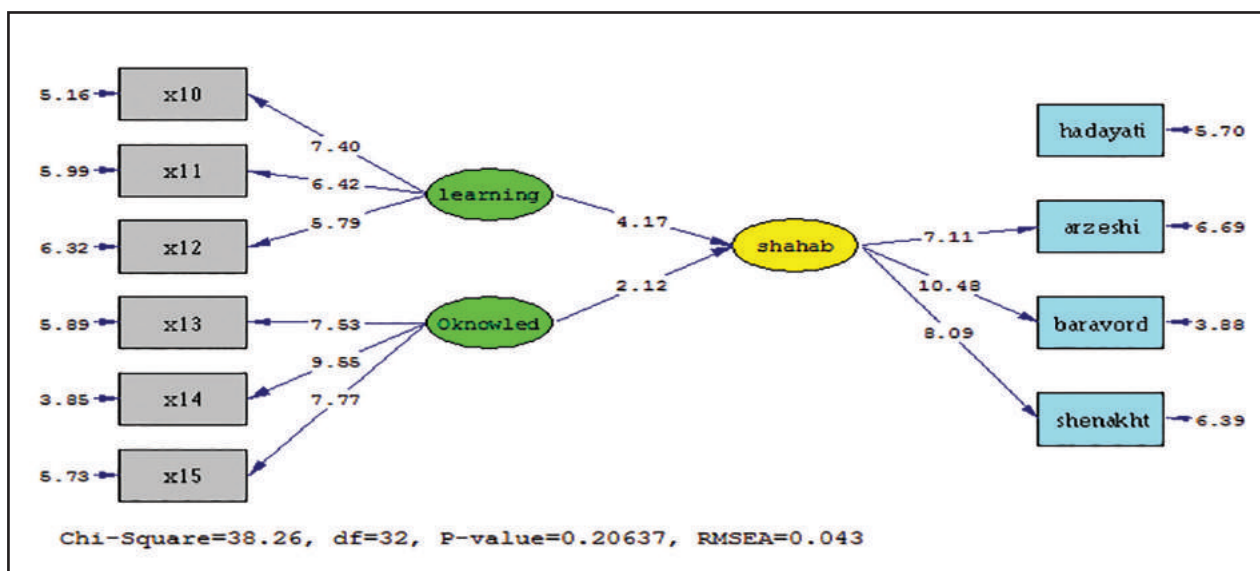 5.16 x10
7.40
5.99 x11
6.42
learning
6.32 x12
5.79
4.17
5.89 x13
7.53
Oknowled
2.12
3.85 x14
9.55
5.73 x15
7.77
shahab
hadayati 5.70
7.11
arzeshi 6.69
10.48
baravord 3.88
8.09
shenakht 6.39
Chi-Square=38.26, df=32, P-value=0.20637, RMSEA=0.043